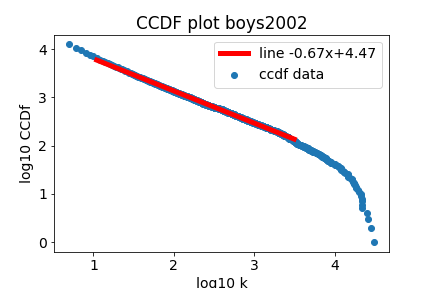 CCDF plot boys2002
line -0.67x+4.47
ccdf data
log10 CCDf
4
3
2
1
0
1 2 3 4
log10 k